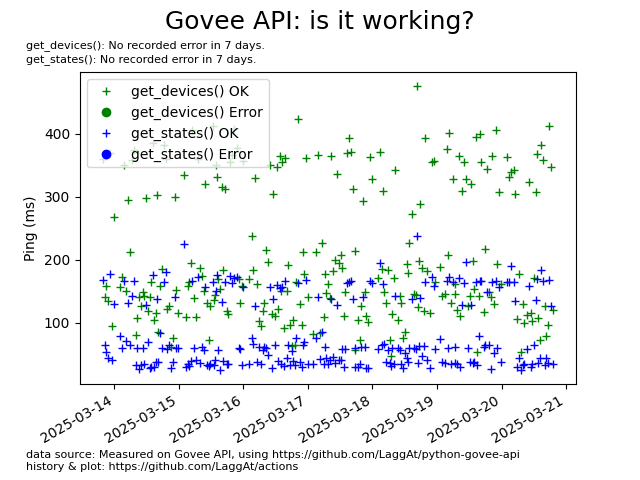 Govee API: is it working?
get_devices(): No recorded error in 7 days.
get_states(): No recorded error in 7 days.
get_devices() OK
get_devices() Error
get_states() OK
get_states() Error
Ping (ms)
400
300
200
100
2025-03-14
2025-03-15
2025-03-16
2025-03-17
2025-03-18
2025-03-19
2025-03-20
2025-03-21
data source: Measured on Govee API, using https://github.com/LaggAt/python-govee-api
history & plot: https://github.com/LaggAt/actions